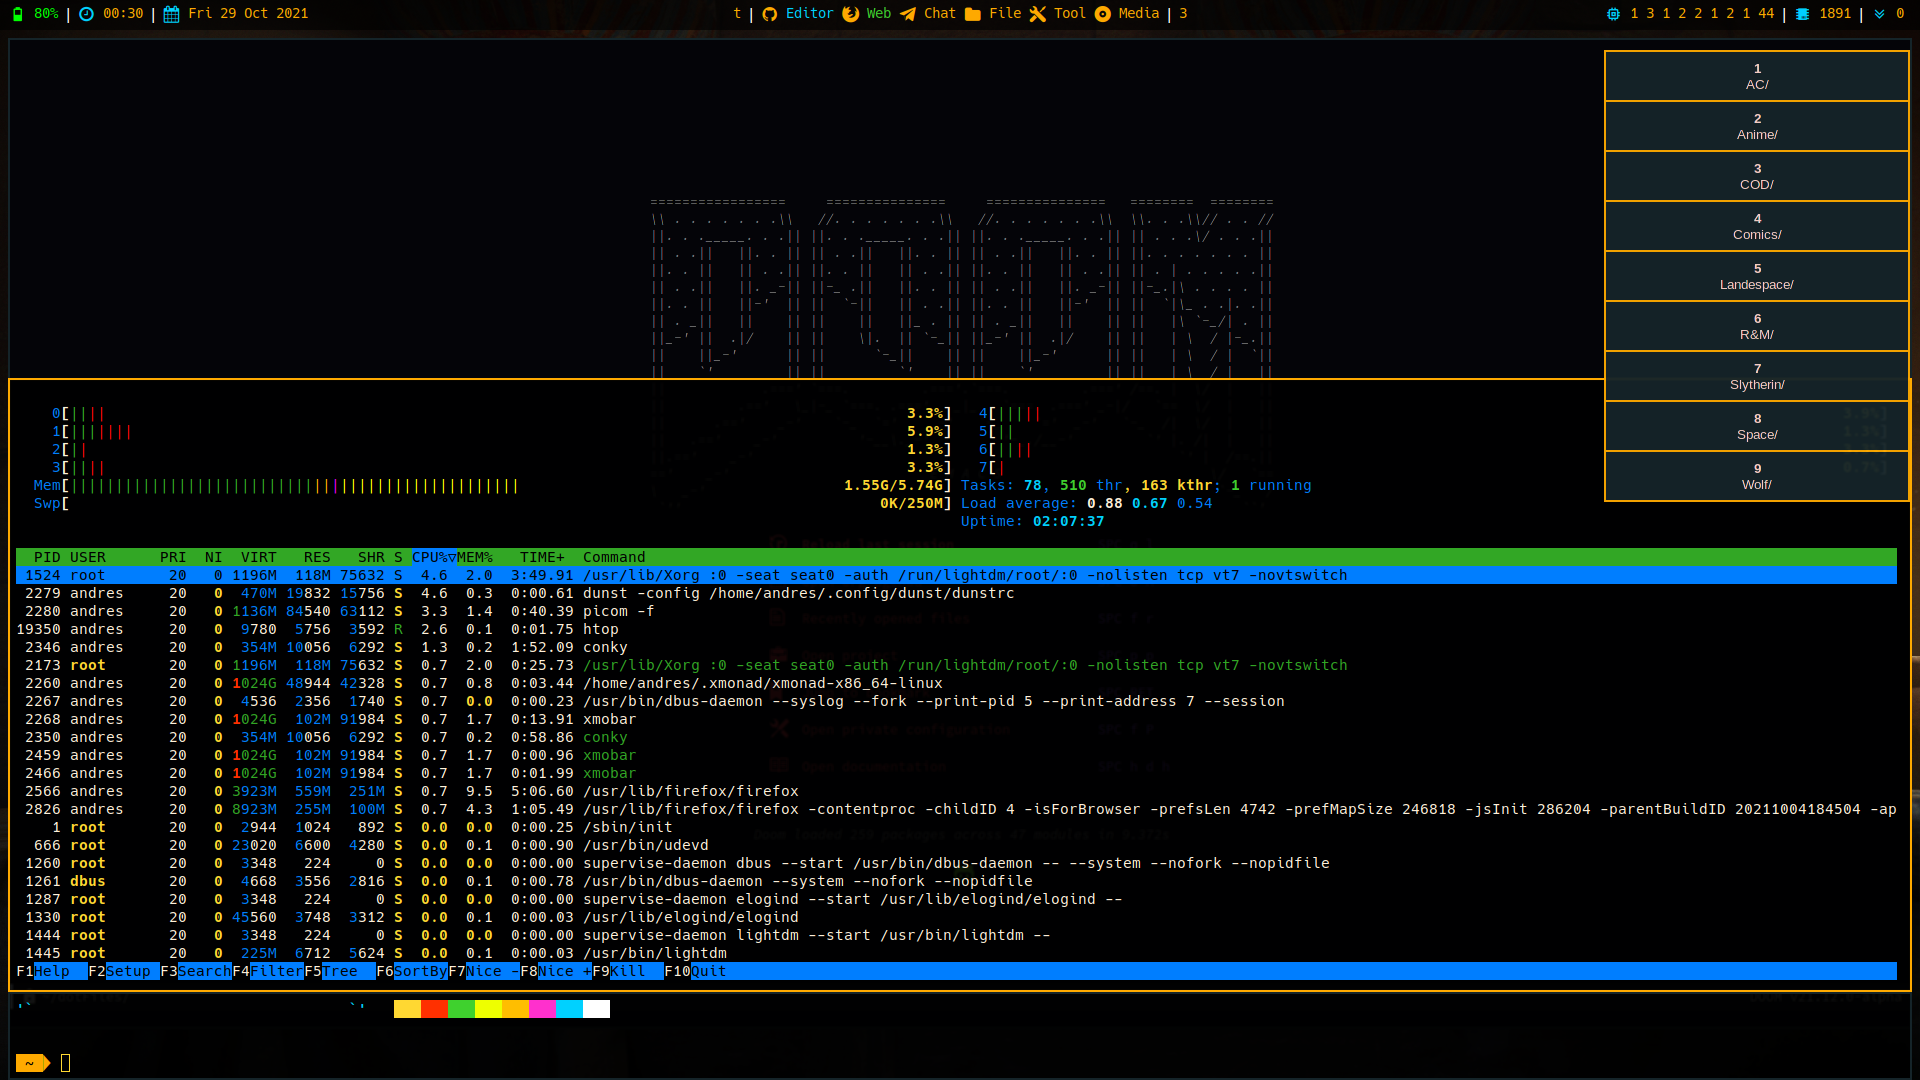 80% | 00:30 | Fri 29 Oct 2021
t | Editor Web Chat File Tool Media | 3
1 3 1 2 2 1 2 1 44 | 1891 | 0
1
AC/
2
Anime/
3
COD/
4
Comics/
5
Landespace/
6
R&M/
7
Slytherin/
8
Space/
9
Wolf/
0[|||| 3.3%] 4[|||||
1[||||||| 5.9%] 5[||
2[|| 1.3%] 6[||||
3[|||| 3.3%] 7[|
Mem[ 1.55G/5.74G] Tasks: 78, 510 thr, 163 kthr; 1 running
Swp[ 0K/250M] Load average: 0.88 0.67 0.54
Uptime: 02:07:37
PID USER PRI NI VIRT RES SHR S CPU%▽MEM% TIME+ Command
1524 root 20 0 1196M 118M 75632 S 4.6 2.0 3:49.91 /usr/lib/Xorg :0 -seat seat0 -auth /run/lightdm/root/:0 -nolisten tcp vt7 -novtswitch
2279 andres 20 0 470M 19832 15756 S 4.6 0.3 0:00.61 dunst -config /home/andres/.config/dunst/dunstrc
2280 andres 20 0 1136M 84540 63112 S 3.3 1.4 0:40.39 picom -f
19350 andres 20 0 9780 5756 3592 R 2.6 0.1 0:01.75 htop
2346 andres 20 0 354M 10056 6292 S 1.3 0.2 1:52.09 conky
2173 root 20 0 1196M 118M 75632 S 0.7 2.0 0:25.73 /usr/lib/Xorg :0 -seat seat0 -auth /run/lightdm/root/:0 -nolisten tcp vt7 -novtswitch
2260 andres 20 0 1024G 48944 42328 S 0.7 0.8 0:03.44 /home/andres/.xmonad/xmonad-x86_64-linux
2267 andres 20 0 4536 2356 1740 S 0.7 0.0 0:00.23 /usr/bin/dbus-daemon --syslog --fork --print-pid 5 --print-address 7 --session
2268 andres 20 0 1024G 102M 91984 S 0.7 1.7 0:13.91 xmobar
2350 andres 20 0 354M 10056 6292 S 0.7 0.2 0:58.86 conky
2459 andres 20 0 1024G 102M 91984 S 0.7 1.7 0:00.96 xmobar
2466 andres 20 0 1024G 102M 91984 S 0.7 1.7 0:01.99 xmobar
2566 andres 20 0 3923M 559M 251M S 0.7 9.5 5:06.60 /usr/lib/firefox/firefox
2826 andres 20 0 8923M 255M 100M S 0.7 4.3 1:05.49 /usr/lib/firefox/firefox -contentproc -childID 4 -isForBrowser -prefsLen 4742 -prefMapSize 246818 -jsInit 286204 -parentBuildID 20211004184504 -ap
1 root 20 0 2944 1024 892 S 0.0 0.0 0:00.25 /sbin/init
666 root 20 0 23020 6600 4280 S 0.0 0.1 0:00.90 /usr/bin/udevd
1260 root 20 0 3348 224 0 S 0.0 0.0 0:00.00 supervise-daemon dbus --start /usr/bin/dbus-daemon -- --system --nofork --nopidfile
1261 dbus 20 0 4668 3556 2816 S 0.0 0.1 0:00.78 /usr/bin/dbus-daemon --system --nofork --nopidfile
1287 root 20 0 3348 224 0 S 0.0 0.0 0:00.00 supervise-daemon elogind --start /usr/lib/elogind/elogind --
1330 root 20 0 45560 3748 3312 S 0.0 0.1 0:00.03 /usr/lib/elogind/elogind
1444 root 20 0 3348 224 0 S 0.0 0.0 0:00.00 supervise-daemon lightdm --start /usr/bin/lightdm --
1445 root 20 0 225M 6712 5624 S 0.0 0.1 0:00.03 /usr/bin/lightdm
F1Help F2Setup F3SearchF4FilterF5Tree F6SortByF7Nice -F8Nice +F9Kill F10Quit
~